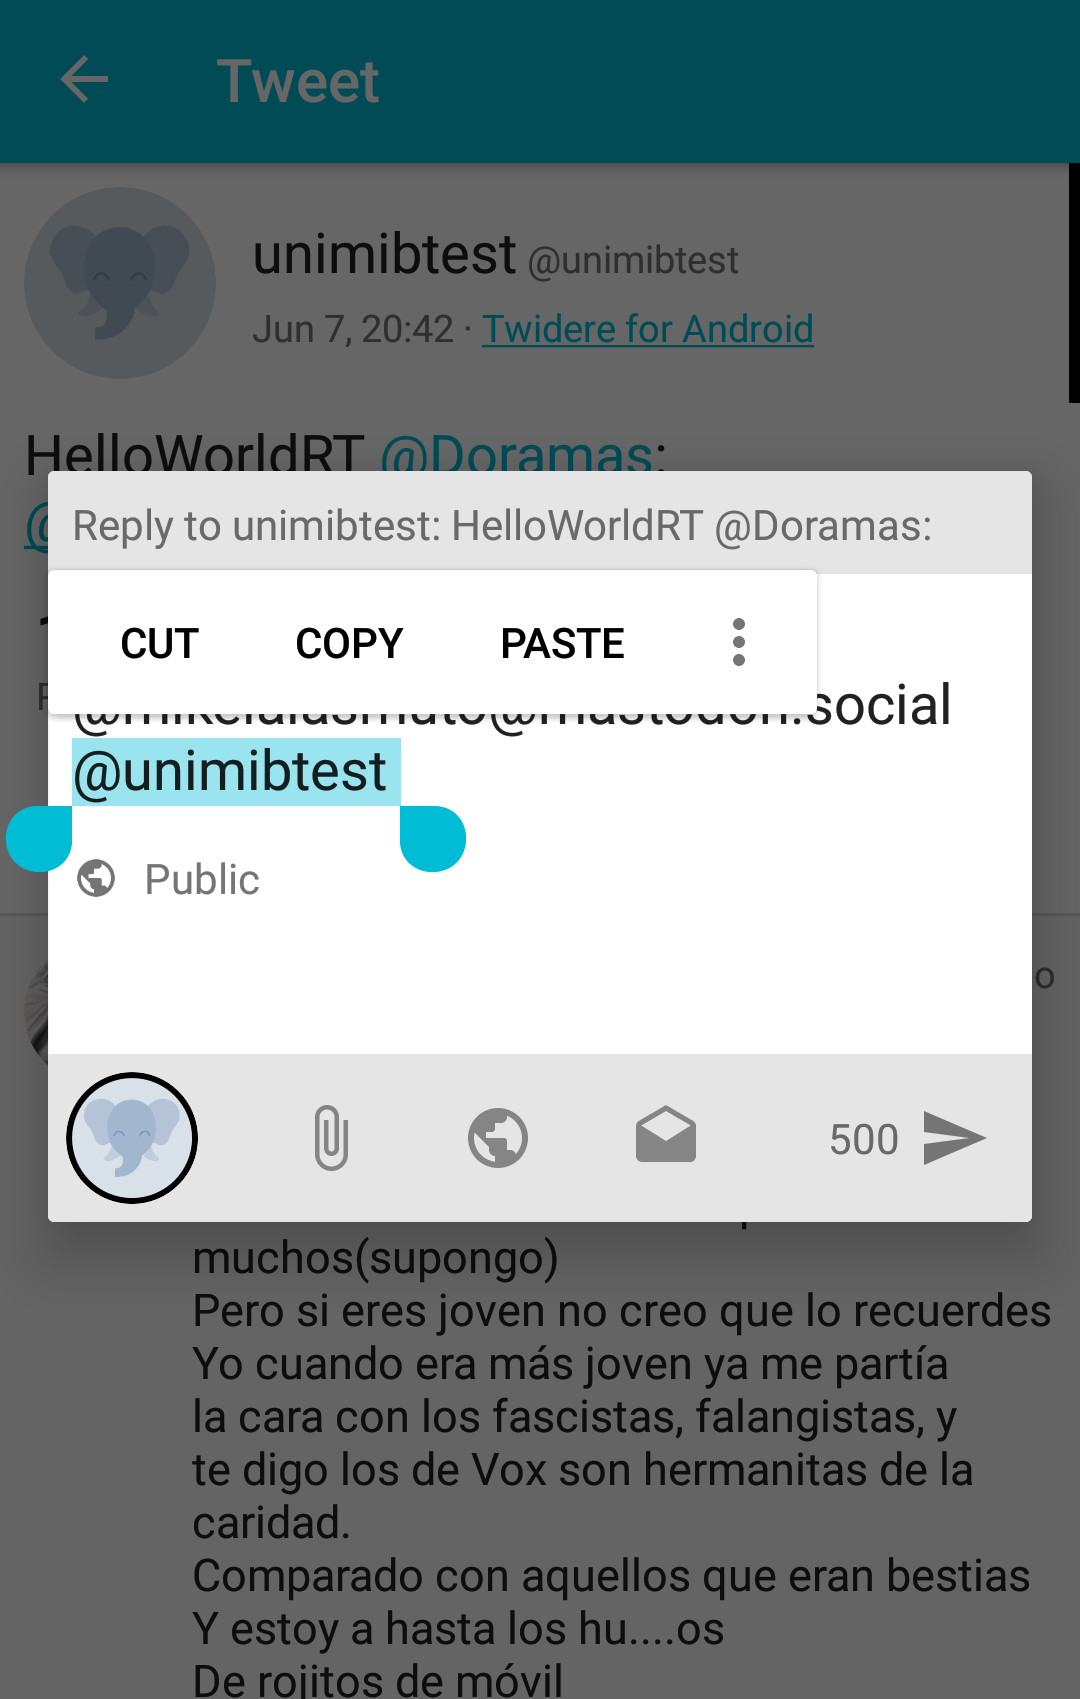 Tweet
unimibtest @unimibtest
Jun 7, 20:42 · Twidere for Android
HelloWorldRT @Doramas:
@
Reply to unimibtest: HelloWorldRT @Doramas:
CUT COPY PASTE
social
@unimibtest
Public
o
500
muchos(supongo)
Pero si eres joven no creo que lo recuerdes
Yo cuando era más joven ya me partía
la cara con los fascistas, falangistas, y
te digo los de Vox son hermanitas de la
caridad.
Comparado con aquellos que eran bestias
Y estoy a hasta los hu....os
De rojitos de móvil